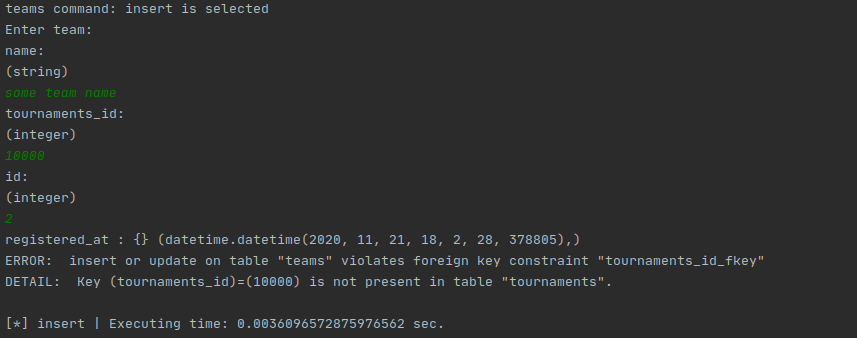 teams command: insert is selected
Enter team:
name:
(string)
some team name
tournaments_id:
(integer)
10000
id:
(integer)
2
registered_at : {} (datetime.datetime(2020, 11, 21, 18, 2, 28, 378805),)
ERROR:  insert or update on table "teams" violates foreign key constraint "tournaments_id_fkey"
DETAIL:  Key (tournaments_id)=(10000) is not present in table "tournaments".
[*] insert | Executing time: 0.0036096572875976562 sec.